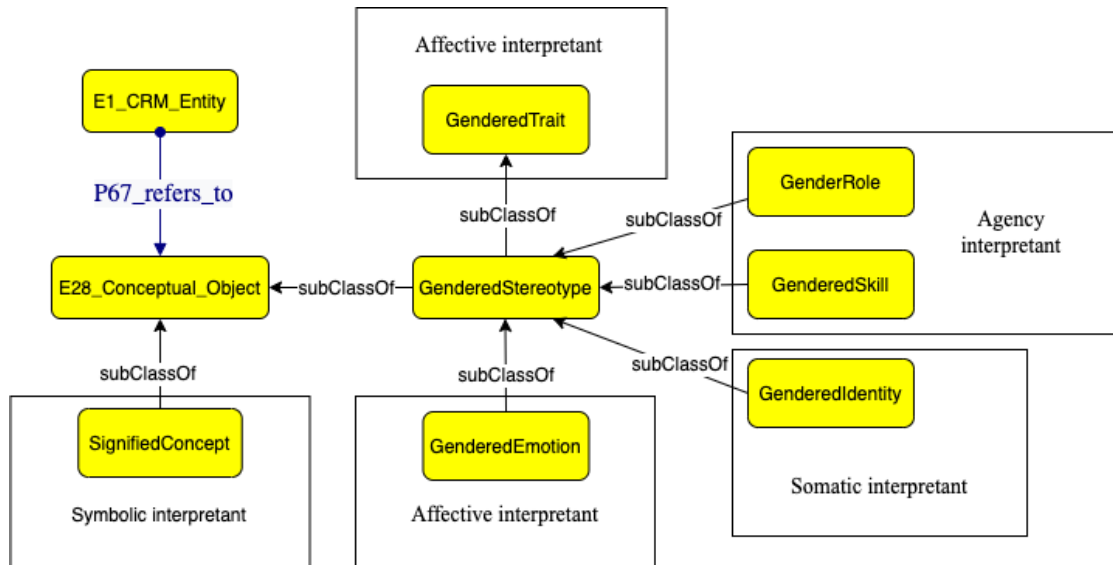 Affective interpretant
E1_CRM_Entity
GenderedTrait
GenderRole
P67_refers_to
subClassOf
subClassOf
Agency
interpretant
E28_Conceptual_Object
subClassOf
GenderedStereotype
subClassOf
GenderedSkill
subClassOf
subClassOf
subClassOf
GenderedIdentity
SignifiedConcept
GenderedEmotion
Somatic interpretant
Symbolic interpretant
Affective interpretant